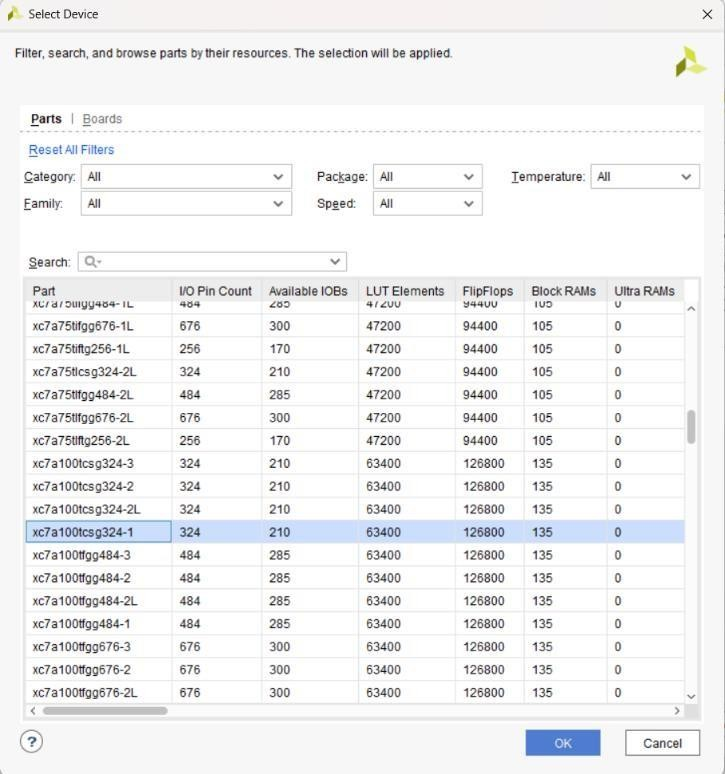 Select Device
Filter, search, and browse parts by their resources. The selection will be applied.
Parts | Boards
Reset All Filters
Category: All Package: All Temperature: All
Family: All Speed: All
Search:
Part I/O Pin Count Available IOBs LUT Elements FlipFlops Block RAMs Ultra RAMs
xc7a75tifgg484-1L 484 285 47200 94400 105 0
xc7a75tifgg676-1L 676 300 47200 94400 105 0
xc7a75tiftg256-1L 256 170 47200 94400 105 0
xc7a75tlcsg324-2L 324 210 47200 94400 105 0
xc7a75tlfgg484-2L 484 285 47200 94400 105 0
xc7a75tlfgg676-2L 676 300 47200 94400 105 0
xc7a75tlftg256-2L 256 170 47200 94400 105 0
xc7a100tcsg324-3 324 210 63400 126800 135 0
xc7a100tcsg324-2 324 210 63400 126800 135 0
xc7a100tcsg324-2L 324 210 63400 126800 135 0
xc7a100tcsg324-1 324 210 63400 126800 135 0
xc7a100tfgg484-3 484 285 63400 126800 135 0
xc7a100tfgg484-2 484 285 63400 126800 135 0
xc7a100tfgg484-2L 484 285 63400 126800 135 0
xc7a100tfgg484-1 484 285 63400 126800 135 0
xc7a100tfgg676-3 676 300 63400 126800 135 0
xc7a100tfgg676-2 676 300 63400 126800 135 0
xc7a100tfgg676-2L 676 300 63400 126800 135 0
? OK Cancel